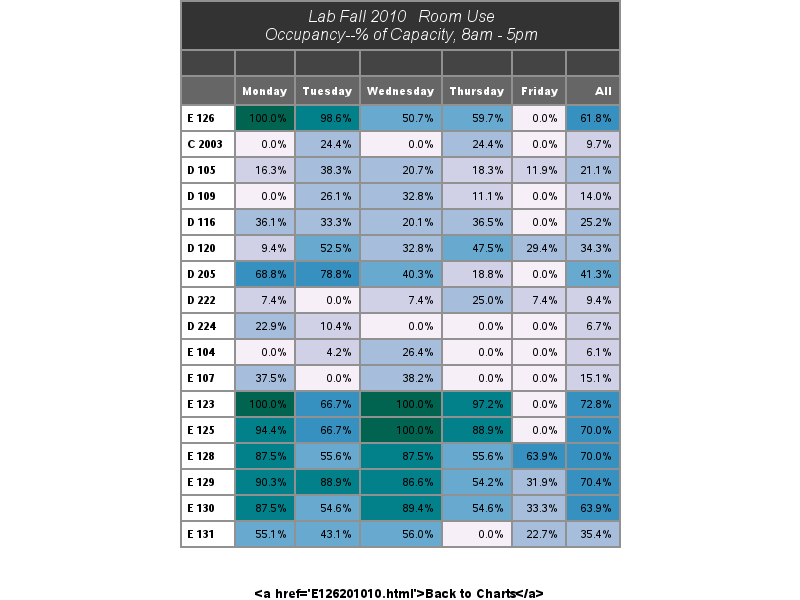 Lab Fall 2010 Room Use
Occupancy--% of Capacity, 8am - 5pm
Monday Tuesday Wednesday Thursday Friday All
E 126 100.0% 98.6% 50.7% 59.7% 0.0% 61.8%
C 2003 0.0% 24.4% 0.0% 24.4% 0.0% 9.7%
D 105 16.3% 38.3% 20.7% 18.3% 11.9% 21.1%
D 109 0.0% 26.1% 32.8% 11.1% 0.0% 14.0%
D 116 36.1% 33.3% 20.1% 36.5% 0.0% 25.2%
D 120 9.4% 52.5% 32.8% 47.5% 29.4% 34.3%
D 205 68.8% 78.8% 40.3% 18.8% 0.0% 41.3%
D 222 7.4% 0.0% 7.4% 25.0% 7.4% 9.4%
D 224 22.9% 10.4% 0.0% 0.0% 0.0% 6.7%
E 104 0.0% 4.2% 26.4% 0.0% 0.0% 6.1%
E 107 37.5% 0.0% 38.2% 0.0% 0.0% 15.1%
E 123 100.0% 66.7% 100.0% 97.2% 0.0% 72.8%
E 125 94.4% 66.7% 100.0% 88.9% 0.0% 70.0%
E 128 87.5% 55.6% 87.5% 55.6% 63.9% 70.0%
E 129 90.3% 88.9% 86.6% 54.2% 31.9% 70.4%
E 130 87.5% 54.6% 89.4% 54.6% 33.3% 63.9%
E 131 55.1% 43.1% 56.0% 0.0% 22.7% 35.4%
<a href='E126201010.html'>Back to Charts</a>